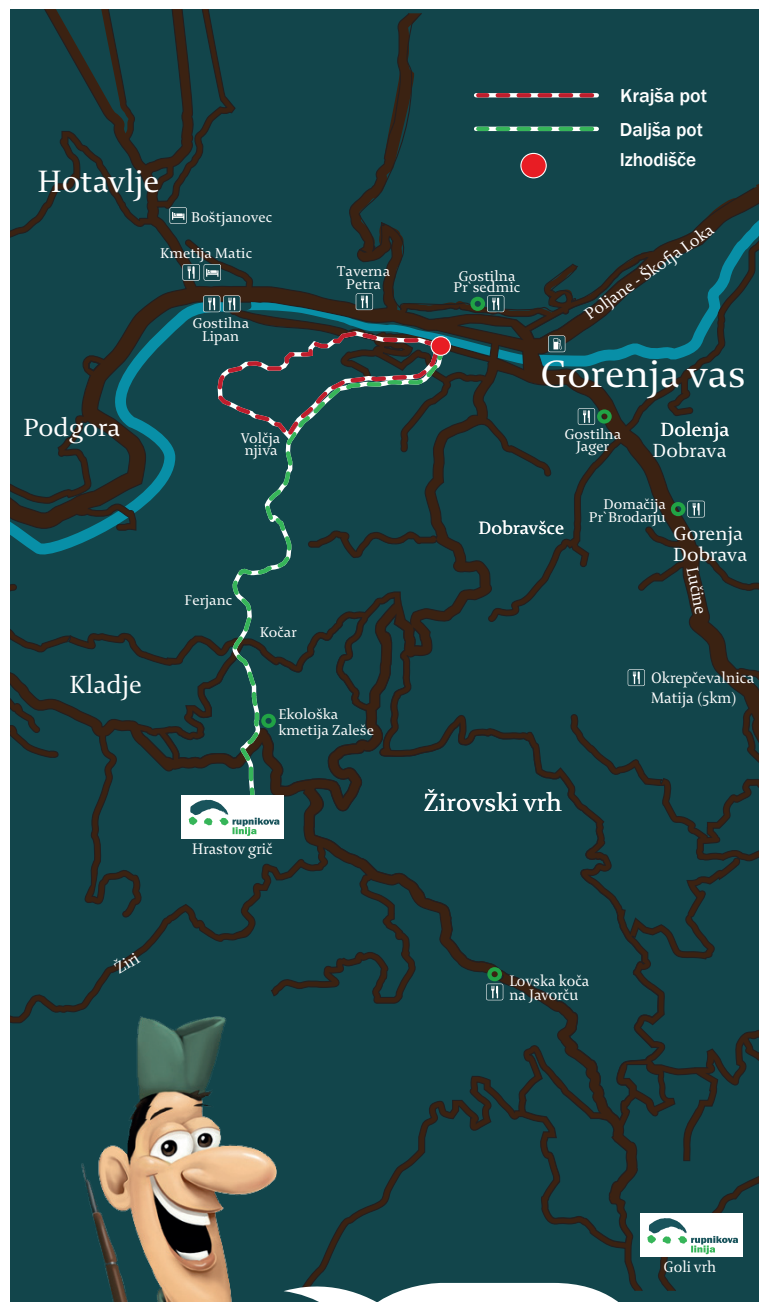 Krajša pot
Daljša pot
Izhodišče
Hotavlje
Boštjanovec
Kmetija Matic
Taverna
Petra
Gostilna
Pr`sedmic
Poljane - Škofja Loka
Gostilna
Lipan
Gorenja vas
Podgora
Volčja
njiva
Gostilna
Jager
Dolenja
Dobrava
Domačija
Pr`Brodarju
Dobravšce
Gorenja
Dobrava
Lučine
Ferjanc
Kočar
Kladje
Okrepčevalnica
Matija (5km)
Ekološka
kmetija Zaleše
Žirovski vrh
rupnikova
linija
Hrastov grič
Žiri
Lovska koča
na Javorču
rupnikova
linija
Goli vrh